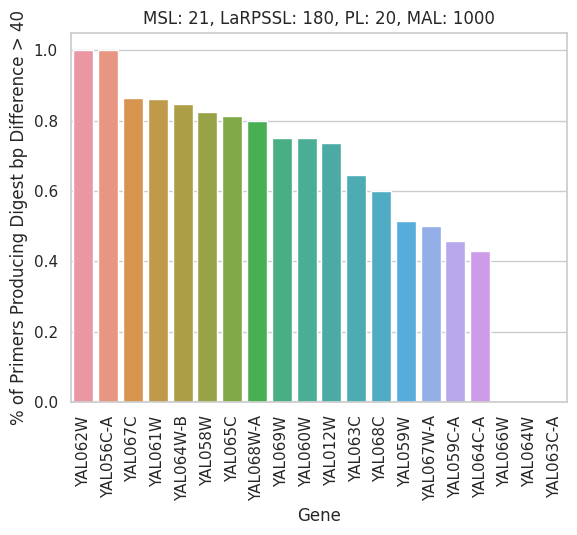 MSL: 21, LaRPSSL: 180, PL: 20, MAL: 1000
% of Primers Producing Digest bp Difference > 40
1.0
0.8
0.6
0.4
0.2
0.0
YAL062W
YAL056C-A
YAL067C
YAL061W
YAL064W-B
YAL058W
YAL065C
YAL068W-A
YAL069W
YAL060W
YAL012W
YAL063C
YAL068C
YAL059W
YAL067W-A
YAL059C-A
YAL064C-A
YAL066W
YAL064W
YAL063C-A
Gene